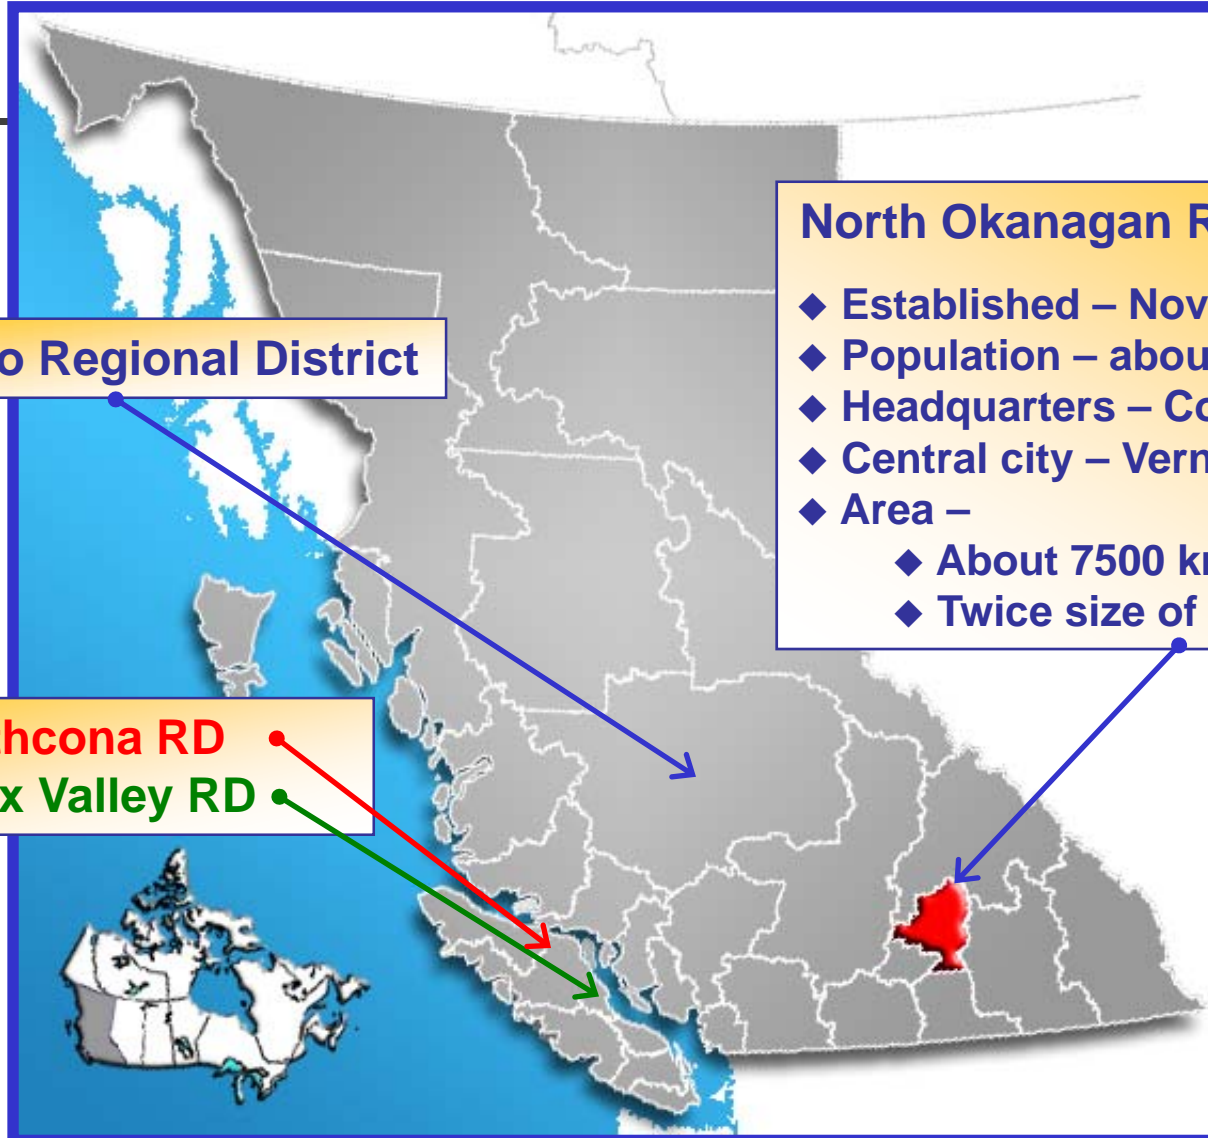 o Regional District
North Okanagan R
◆ Established – Nov
◆ Population – abou
◆ Headquarters – Co
◆ Central city – Vern
◆ Area –
◆ About 7500 k
◆ Twice size of
hcona RD
x Valley RD